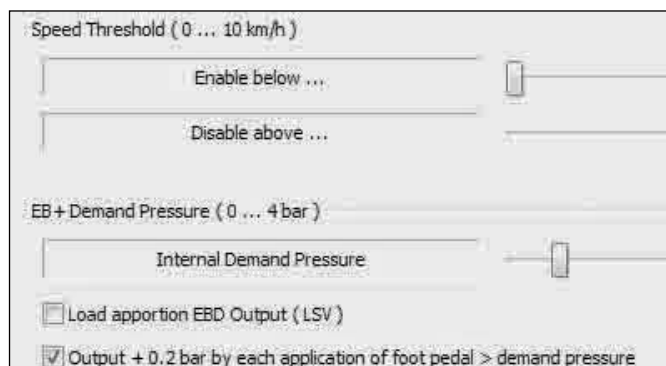 Speed Threshold ( 0 ... 10 km/h )
Enable below ...
Disable above ...
EB+ Demand Pressure ( 0 ... 4 bar )
Internal Demand Pressure
Load apportion EBD Output ( LSV )
Output + 0.2 bar by each application of foot pedal > demand pressure